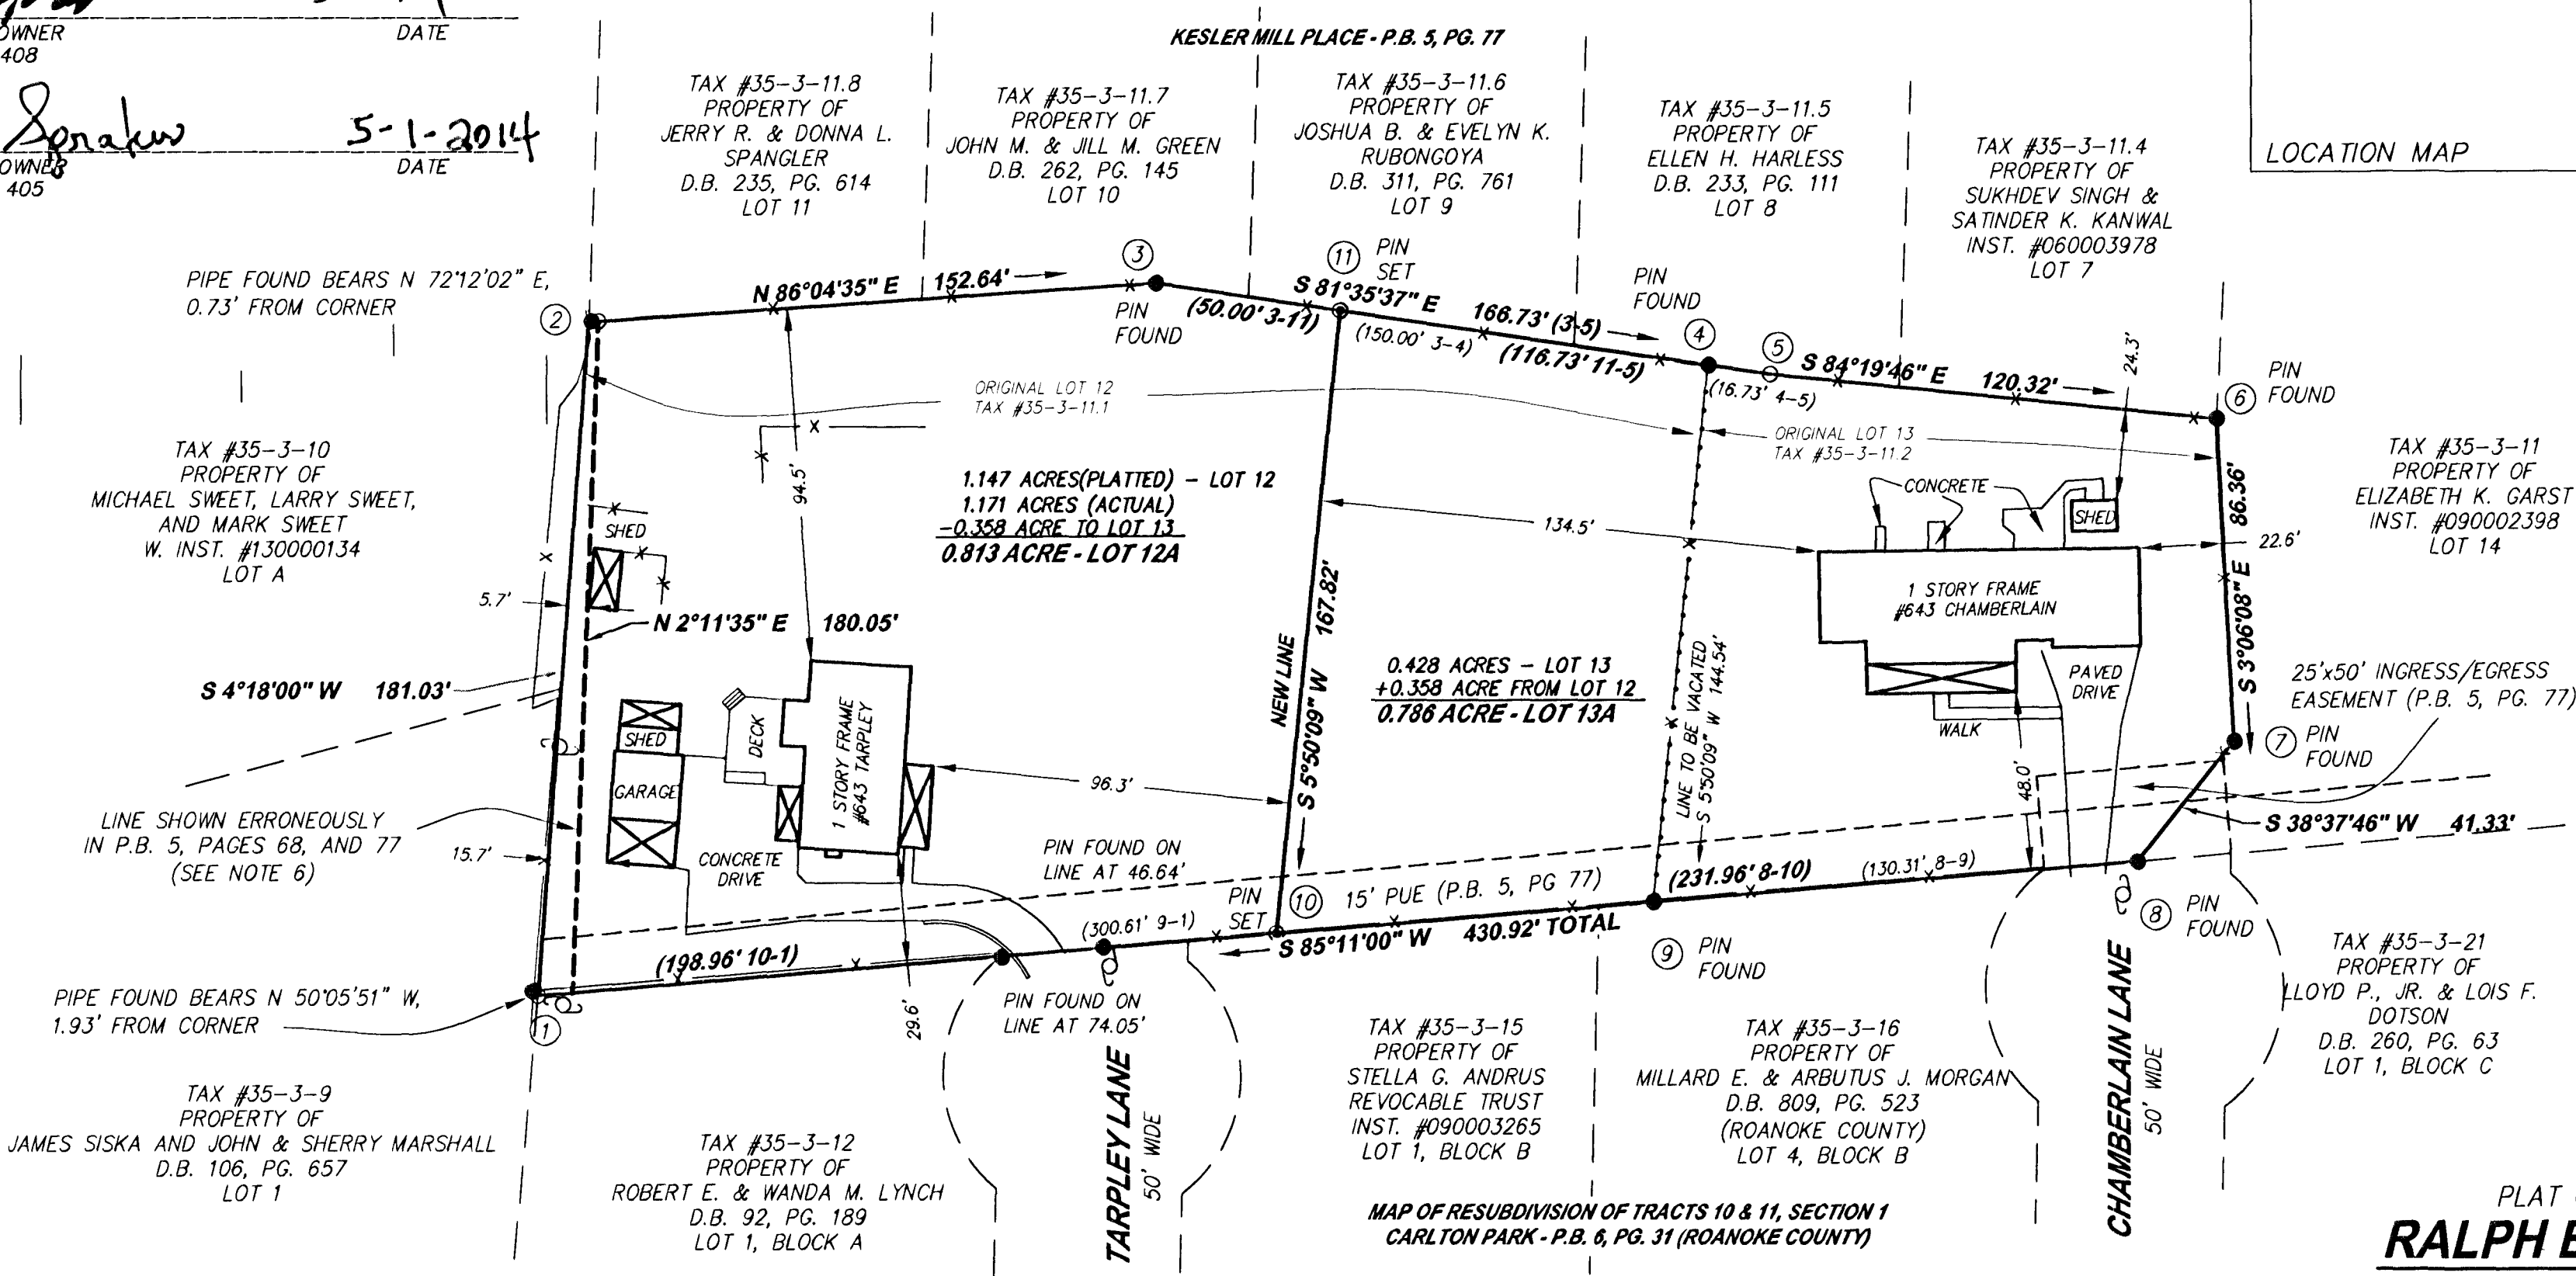 OWNER DATE
408
5-1-2014
OWNER DATE
405
KESLER MILL PLACE - P.B. 5, PG. 77
LOCATION MAP
TAX #35-3-11.8
PROPERTY OF
JERRY R. & DONNA L.
SPANGLER
D.B. 235, PG. 614
LOT 11
TAX #35-3-11.7
PROPERTY OF
JOHN M. & JILL M. GREEN
D.B. 262, PG. 145
LOT 10
TAX #35-3-11.6
PROPERTY OF
JOSHUA B. & EVELYN K.
RUBONGOYA
D.B. 311, PG. 761
LOT 9
TAX #35-3-11.5
PROPERTY OF
ELLEN H. HARLESS
D.B. 233, PG. 111
LOT 8
TAX #35-3-11.4
PROPERTY OF
SUKHDEV SINGH &
SATINDER K. KANWAL
INST. #060003978
LOT 7
PIPE FOUND BEARS N 72°12'02" E,
0.73' FROM CORNER
2
N 86°04'35" E 152.64'
3
PIN
FOUND
11
PIN
SET
S 81°35'37" E 166.73' (3-5)
(50.00' 3-11)
(150.00' 3-4)
(116.73' 11-5)
PIN
FOUND
4
5
S 84°19'46" E 120.32'
(16.73' 4-5)
24.3'
6
PIN
FOUND
ORIGINAL LOT 12
TAX #35-3-11.1
ORIGINAL LOT 13
TAX #35-3-11.2
TAX #35-3-10
PROPERTY OF
MICHAEL SWEET, LARRY SWEET,
AND MARK SWEET
W. INST. #130000134
LOT A
94.5'
1.147 ACRES(PLATTED) - LOT 12
1.171 ACRES (ACTUAL)
-0.358 ACRE TO LOT 13
0.813 ACRE - LOT 12A
134.5'
CONCRETE
SHED
86.36'
S 3°06'08" E
22.6'
TAX #35-3-11
PROPERTY OF
ELIZABETH K. GARST
INST. #090002398
LOT 14
SHED
5.7'
N 2°11'35" E 180.05'
S 4°18'00" W 181.03'
NEW LINE
S 5°50'09" W 167.82'
1 STORY FRAME
#643 CHAMBERLAIN
0.428 ACRES - LOT 13
+0.358 ACRE FROM LOT 12
0.786 ACRE - LOT 13A
LINE TO BE VACATED
S 5°50'09" W 144.54'
PAVED
DRIVE
WALK
48.0'
25'x50' INGRESS/EGRESS
EASEMENT (P.B. 5, PG. 77)
7
PIN
FOUND
SHED
DECK
1 STORY FRAME
#643 TARPLEY
GARAGE
96.3'
LINE SHOWN ERRONEOUSLY
IN P.B. 5, PAGES 68, AND 77
(SEE NOTE 6)
15.7'
CONCRETE
DRIVE
PIN FOUND ON
LINE AT 46.64'
S 38°37'46" W 41.33'
PIN
SET
10
15' PUE (P.B. 5, PG 77)
(231.96' 8-10)
(130.31' 8-9)
(300.61' 9-1)
S 85°11'00" W 430.92' TOTAL
(198.96' 10-1)
9
PIN
FOUND
8
PIN
FOUND
PIPE FOUND BEARS N 50°05'51" W,
1.93' FROM CORNER
1
29.6'
PIN FOUND ON
LINE AT 74.05'
TARPLEY LANE
50' WIDE
CHAMBERLAIN LANE
50' WIDE
TAX #35-3-9
PROPERTY OF
JAMES SISKA AND JOHN & SHERRY MARSHALL
D.B. 106, PG. 657
LOT 1
TAX #35-3-12
PROPERTY OF
ROBERT E. & WANDA M. LYNCH
D.B. 92, PG. 189
LOT 1, BLOCK A
TAX #35-3-15
PROPERTY OF
STELLA G. ANDRUS
REVOCABLE TRUST
INST. #090003265
LOT 1, BLOCK B
TAX #35-3-16
PROPERTY OF
MILLARD E. & ARBUTUS J. MORGAN
D.B. 809, PG. 523
(ROANOKE COUNTY)
LOT 4, BLOCK B
TAX #35-3-21
PROPERTY OF
LLOYD P., JR. & LOIS F.
DOTSON
D.B. 260, PG. 63
LOT 1, BLOCK C
MAP OF RESUBDIVISION OF TRACTS 10 & 11, SECTION 1
CARLTON PARK - P.B. 6, PG. 31 (ROANOKE COUNTY)
PLAT
RALPH